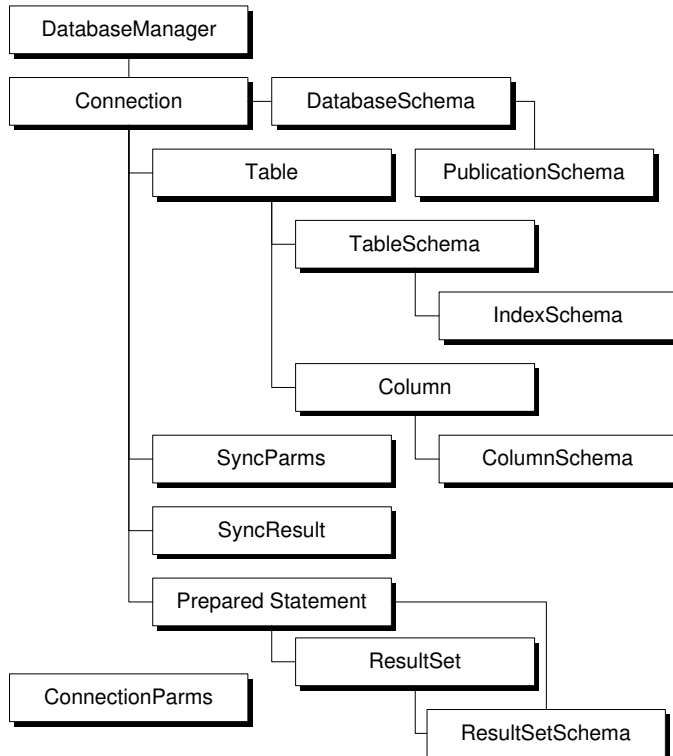 DatabaseManager
Connection
DatabaseSchema
Table
PublicationSchema
TableSchema
IndexSchema
Column
SyncParms
ColumnSchema
SyncResult
Prepared Statement
ResultSet
ConnectionParms
ResultSetSchema